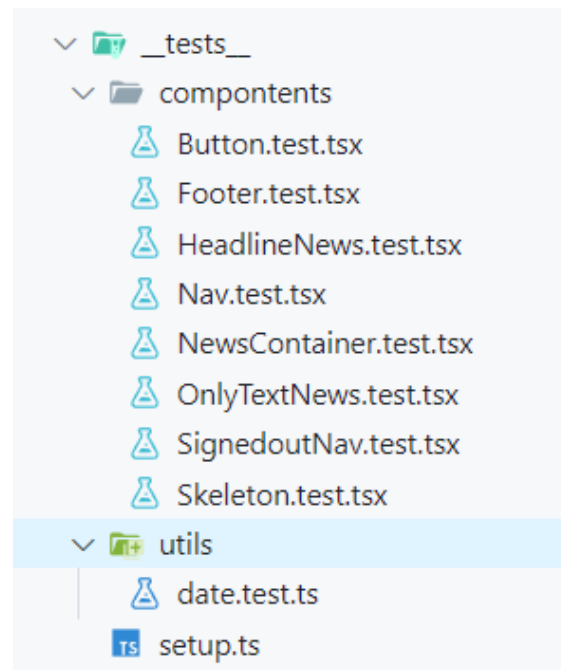 __tests__
compontents
Button.test.tsx
Footer.test.tsx
HeadlineNews.test.tsx
Nav.test.tsx
NewsContainer.test.tsx
OnlyTextNews.test.tsx
SignedoutNav.test.tsx
Skeleton.test.tsx
utils
date.test.ts
TS setup.ts